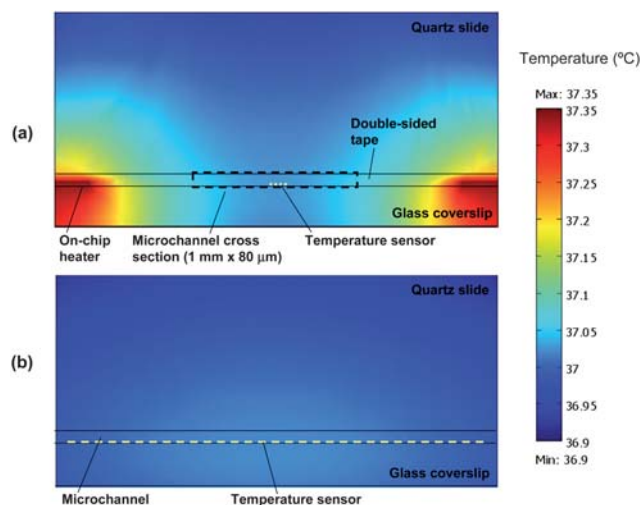 Quartz slide
Temperature (ºC)
Max: 37.35
37.35
37.3
37.25
37.2
37.15
37.1
37.05
37
36.95
36.9
Min: 36.9
(a)
Double-sided
tape
Glass coverslip
On-chip
heater
Microchannel cross
section (1 mm x 80 μm)
Temperature sensor
Quartz slide
(b)
Glass coverslip
Microchannel
Temperature sensor